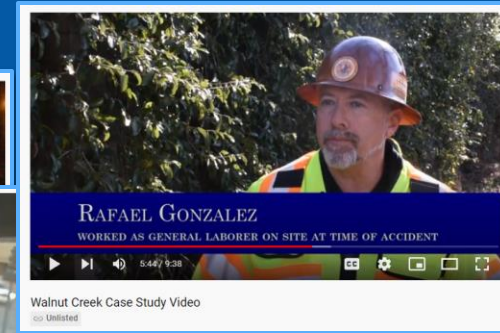 RAFAEL GONZALEZ
WORKED AS GENERAL LABORER ON SITE AT TIME OF ACCIDENT
5:44 / 9:38
CC
Walnut Creek Case Study Video
Unlisted